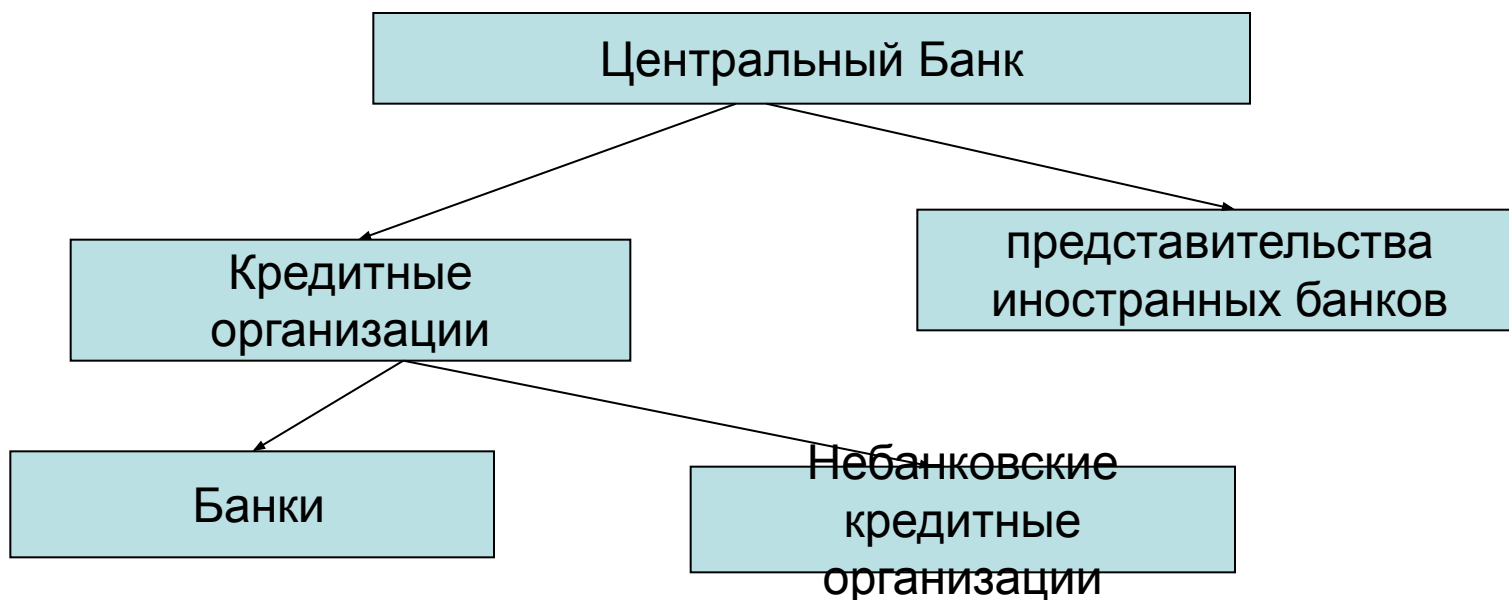 Центральный Банк
Кредитные
организации
представительства
иностранных банков
Банки
Небанковские
кредитные
организации